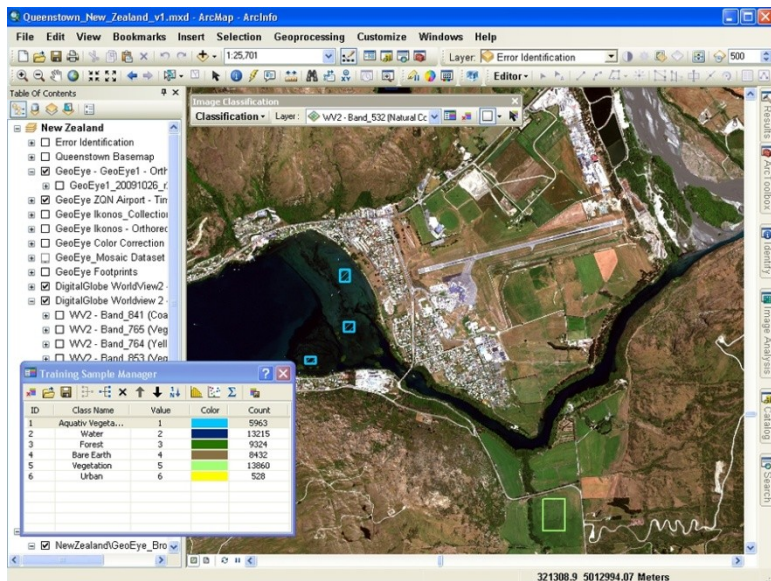 Queenstown_New_Zealand_v1.mxd - ArcMap - ArcInfo
File Edit View Bookmarks Insert Selection Geoprocessing Customize Windows Help
1:25,701
Layer: Error Identification
500
Editor
Table Of Contents
New Zealand
Error Identification
Queenstown Basemap
GeoEye - GeoEye1 - Orth
GeoEye1_20091026_r
GeoEye ZQN Airport - Tim
GeoEye Ikonos_Collectio
GeoEye Ikonos - Orthorec
GeoEye Color Correction
GeoEye_Mosaic Dataset
GeoEye Footprints
DigitalGlobe WorldView2 -
DigitalGlobe Worldview 2 -
WV2 - Band_841 (Coa
WV2 - Band_765 (Veg
WV2 - Band_764 (Yell
WV2 - Band_853 (Veg
NewZealand\GeoEye_Bro
Image Classification
Classification Layer: WV2 - Band_532 (Natural Cc
Training Sample Manager
ID Class Name Value Color Count
1 Aquativ Vegeta... 1 5963
2 Water 2 13215
3 Forest 3 9324
4 Bare Earth 4 8432
5 Vegetation 5 13860
6 Urban 6 528
Results
ArcToolbox
Identify
Image Analysis
Catalog
Search
321308.9 5012994.07 Meters